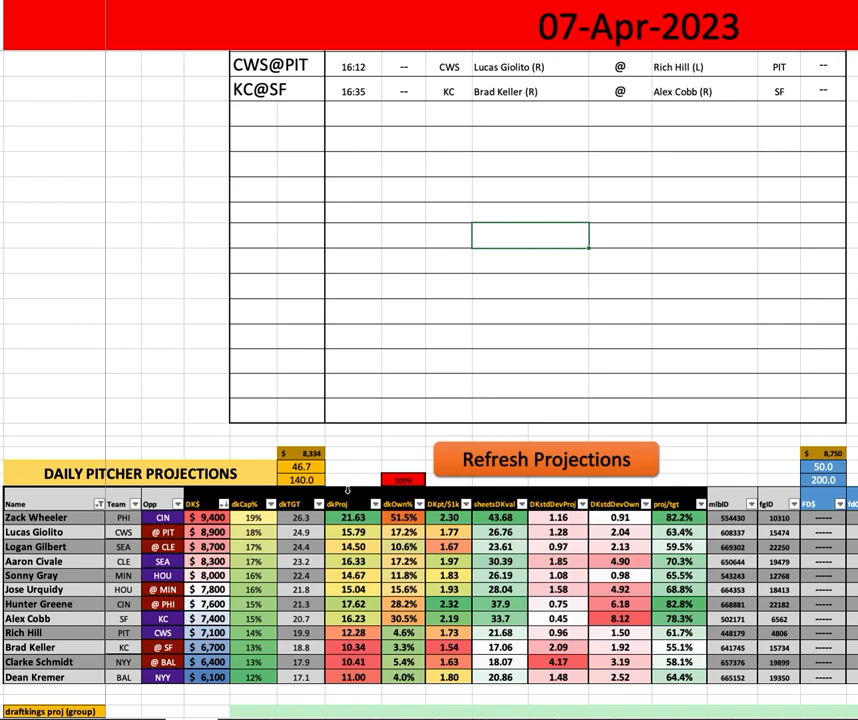 07-Apr-2023
CWS@PIT 16:12 -- CWS Lucas Giolito (R) @ Rich Hill (L) PIT --
KC@SF 16:35 -- KC Brad Keller (R) @ Alex Cobb (R) SF --
$ 8,334 $ 8,750
DAILY PITCHER PROJECTIONS 46.7 Refresh Projections 50.0
140.0 200.0
Name Team Opp DK$ dkCap% dkTGT dkProj dkOwn% DKpt/$1k sheetsDKval DKstdDevProj DKstdDevOwn proj/tgt mlbID fgID FD$
Zack Wheeler PHI CIN $ 9,400 19% 26.3 21.63 51.5% 2.30 43.68 1.16 0.91 82.2% 554430 10310 -----
Lucas Giolito CWS @ PIT $ 8,900 18% 24.9 15.79 17.2% 1.77 26.76 1.28 2.04 63.4% 608337 15474 -----
Logan Gilbert SEA @ CLE $ 8,700 17% 24.4 14.50 10.6% 1.67 23.61 0.97 2.13 59.5% 669302 22250 -----
Aaron Civale CLE SEA $ 8,300 17% 23.2 16.33 17.2% 1.97 30.39 1.85 4.90 70.3% 650644 19479 -----
Sonny Gray MIN HOU $ 8,000 16% 22.4 14.67 11.8% 1.83 26.19 1.08 0.98 65.5% 543243 12768 -----
Jose Urquidy HOU @ MIN $ 7,800 16% 21.8 15.04 15.6% 1.93 28.04 1.58 4.92 68.8% 664353 18413 -----
Hunter Greene CIN @ PHI $ 7,600 15% 21.3 17.62 28.2% 2.32 37.9 0.75 6.18 82.8% 668881 22182 -----
Alex Cobb SF KC $ 7,400 15% 20.7 16.23 30.5% 2.19 33.7 0.45 8.12 78.3% 502171 6562 -----
Rich Hill PIT CWS $ 7,100 14% 19.9 12.28 4.6% 1.73 21.68 0.96 1.50 61.7% 448179 4806 -----
Brad Keller KC @ SF $ 6,700 13% 18.8 10.34 3.3% 1.54 17.06 2.09 1.92 55.1% 641745 15734 -----
Clarke Schmidt NYY @ BAL $ 6,400 13% 17.9 10.41 5.4% 1.63 18.07 4.17 3.19 58.1% 657376 19899 -----
Dean Kremer BAL NYY $ 6,100 12% 17.1 11.00 4.0% 1.80 20.86 1.48 2.52 64.4% 665152 19350 -----
draftkings proj (group)